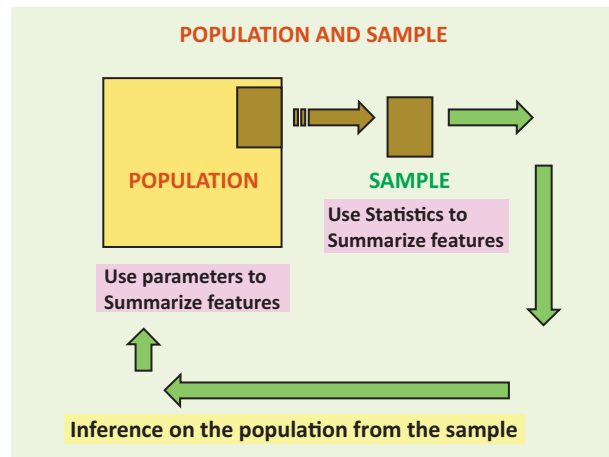 POPULATION AND SAMPLE
POPULATION
SAMPLE
Use Statistics to
Summarize features
Use parameters to
Summarize features
Inference on the population from the sample